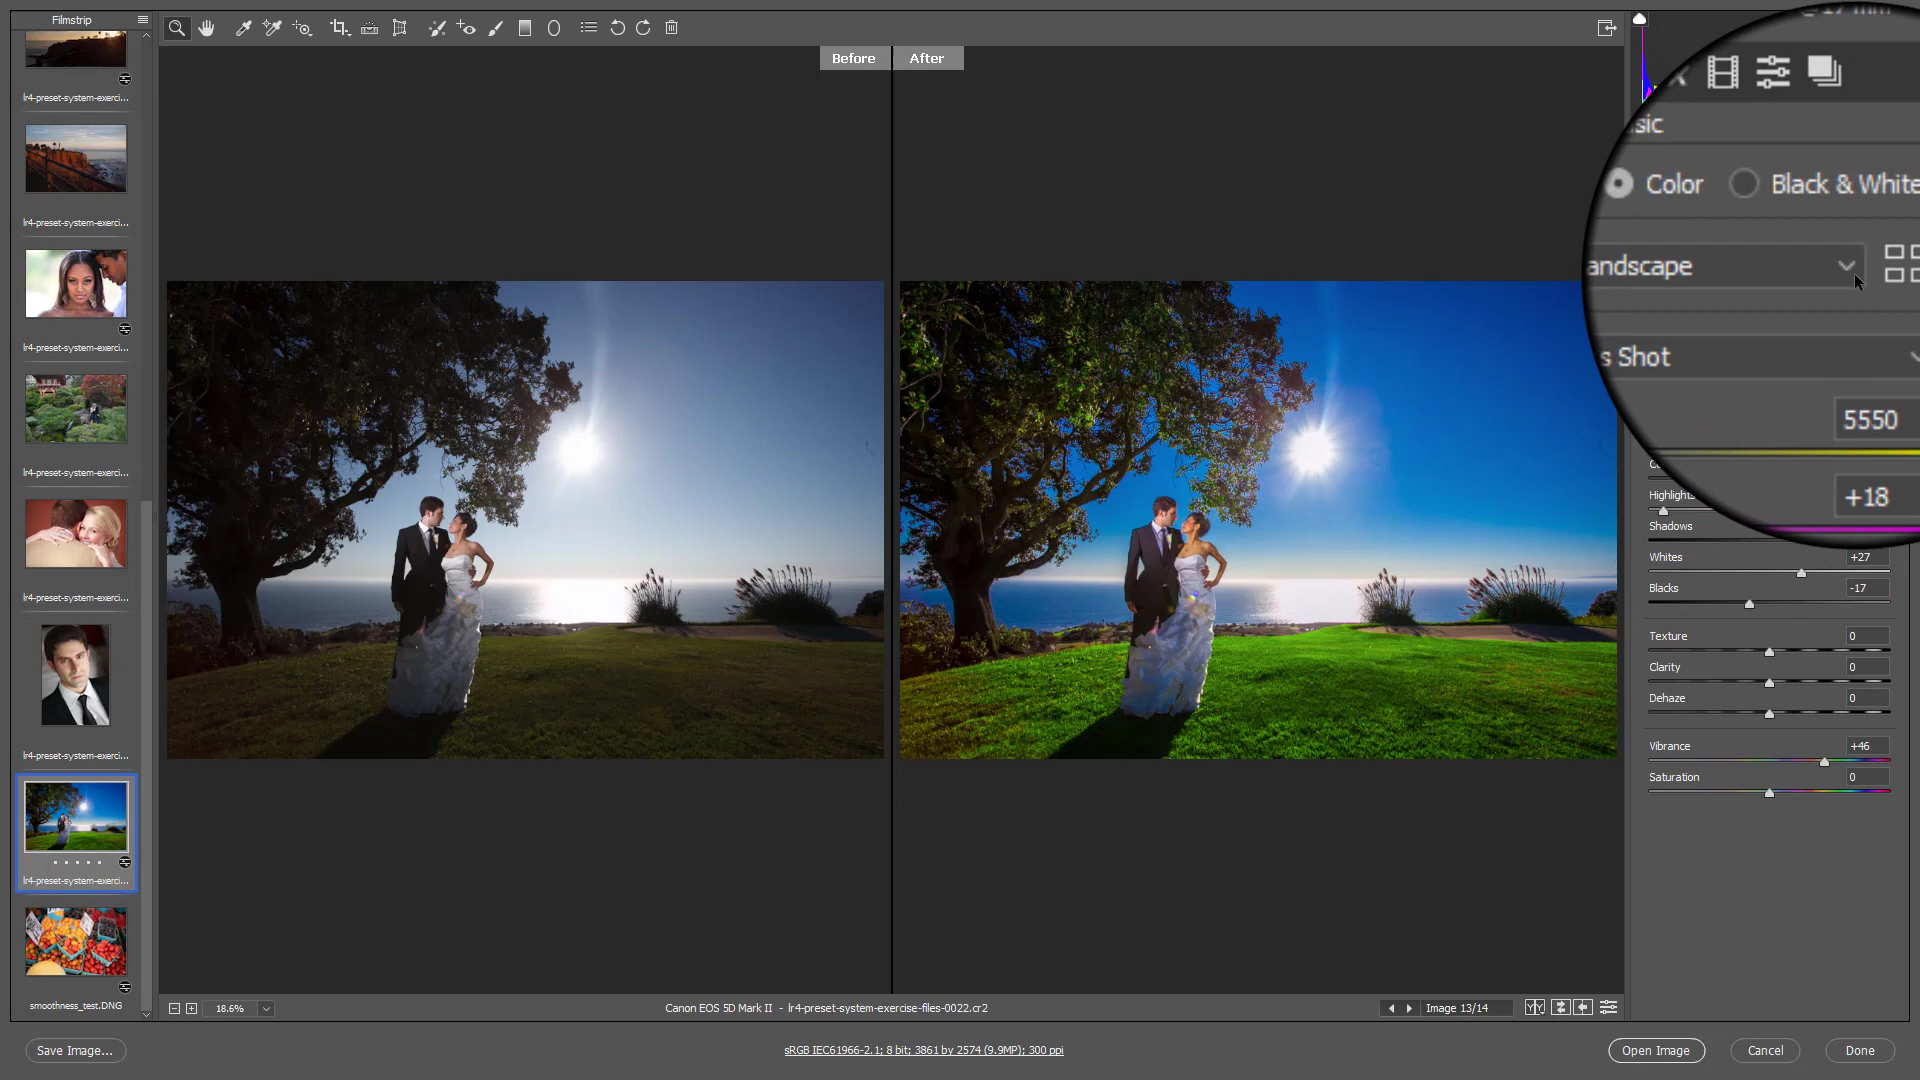 Filmstrip
lr4-preset-system-exerci...
lr4-preset-system-exerci...
lr4-preset-system-exerci...
lr4-preset-system-exerci...
lr4-preset-system-exerci...
lr4-preset-system-exerci...
lr4-preset-system-exerci...
smoothness_test.DNG
Before
After
sic
Color
Black & White
andscape
s Shot
5550
+18
Highlights
Shadows
Whites +27
Blacks -17
Texture 0
Clarity 0
Dehaze 0
Vibrance +46
Saturation 0
18.6%
Canon EOS 5D Mark II - lr4-preset-system-exercise-files-0022.cr2
Image 13/14
Save Image...
sRGB IEC61966-2.1; 8 bit; 3861 by 2574 (9.9MP); 300 ppi
Open Image
Cancel
Done